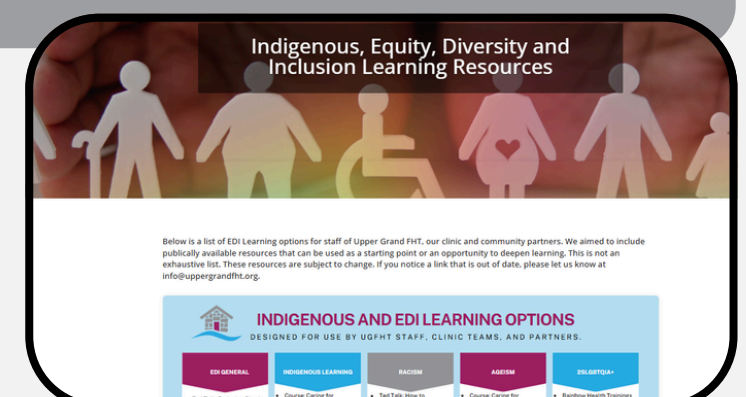 Indigenous, Equity, Diversity and
Inclusion Learning Resources
Below is a list of EDI Learning options for staff of Upper Grand FHT, our clinic and community partners. We aimed to include
publically available resources that can be used as a starting point or an opportunity to deepen learning. This is not an
exhaustive list. These resources are subject to change. If you notice a link that is out of date, please let us know at
info@uppergrandfht.org.
INDIGENOUS AND EDI LEARNING OPTIONS
DESIGNED FOR USE BY UGFHT STAFF, CLINIC TEAMS, AND PARTNERS.
EDI GENERAL
INDIGENOUS LEARNING
RACISM
AGEISM
2SLGBTQIA+
Course: Caring for
Ted Talk: How to
Course: Caring for
Rainbow Health Trainings